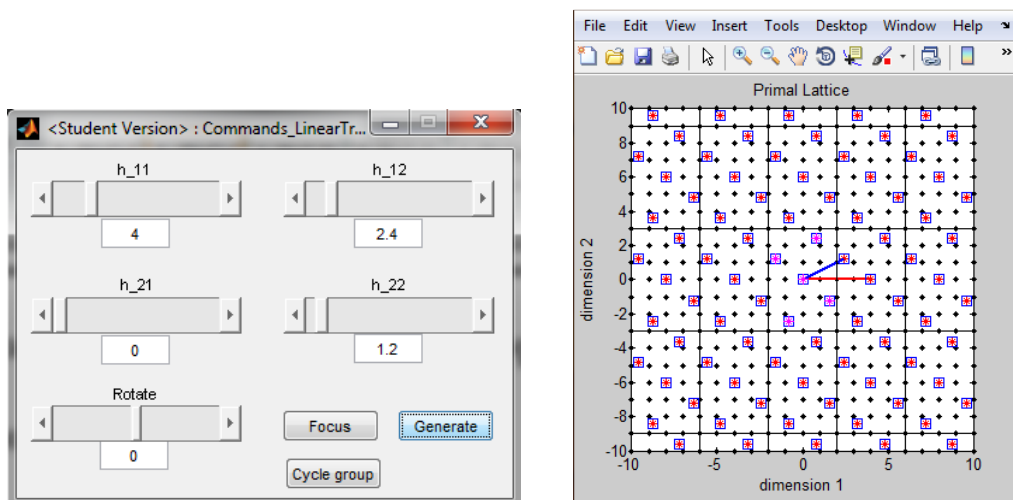 <Student Version> : Commands_LinearTr...
h_11
h_12
4
2.4
h_21
h_22
0
1.2
Rotate
0
Focus
Generate
Cycle group
File Edit View Insert Tools Desktop Window Help
Primal Lattice
10
8
6
4
2
0
-2
-4
-6
-8
-10
dimension 2
-10 -5 0 5 10
dimension 1